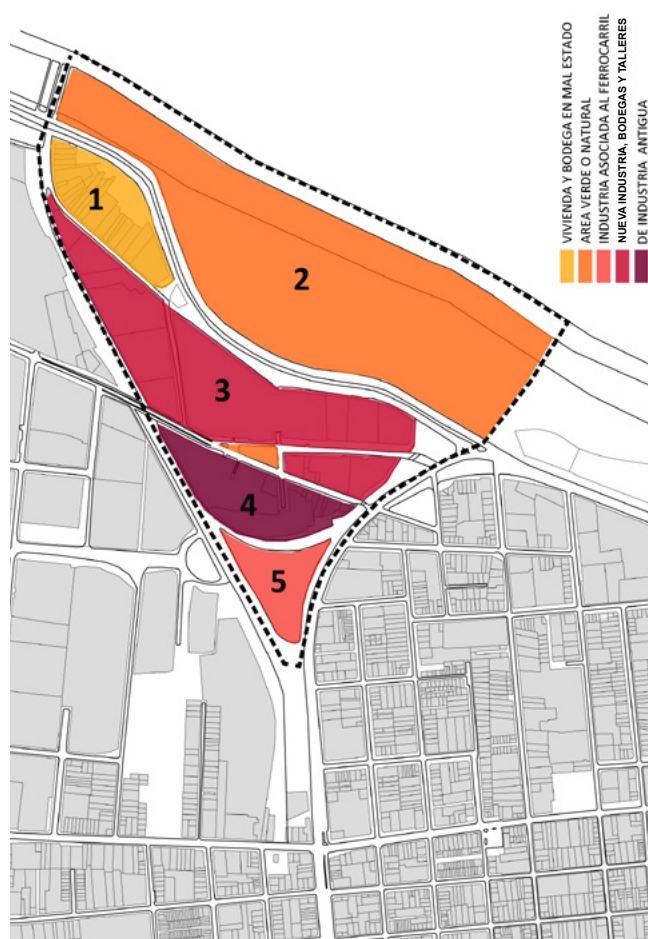 VIVIENDA Y BODEGA EN MAL ESTADO
AREA VERDE O NATURAL
INDUSTRIA ASOCIADA AL FERROCARRIL
NUEVA INDUSTRIA, BODEGAS Y TALLERES
DE INDUSTRIA ANTIGUA
1
2
3
4
5